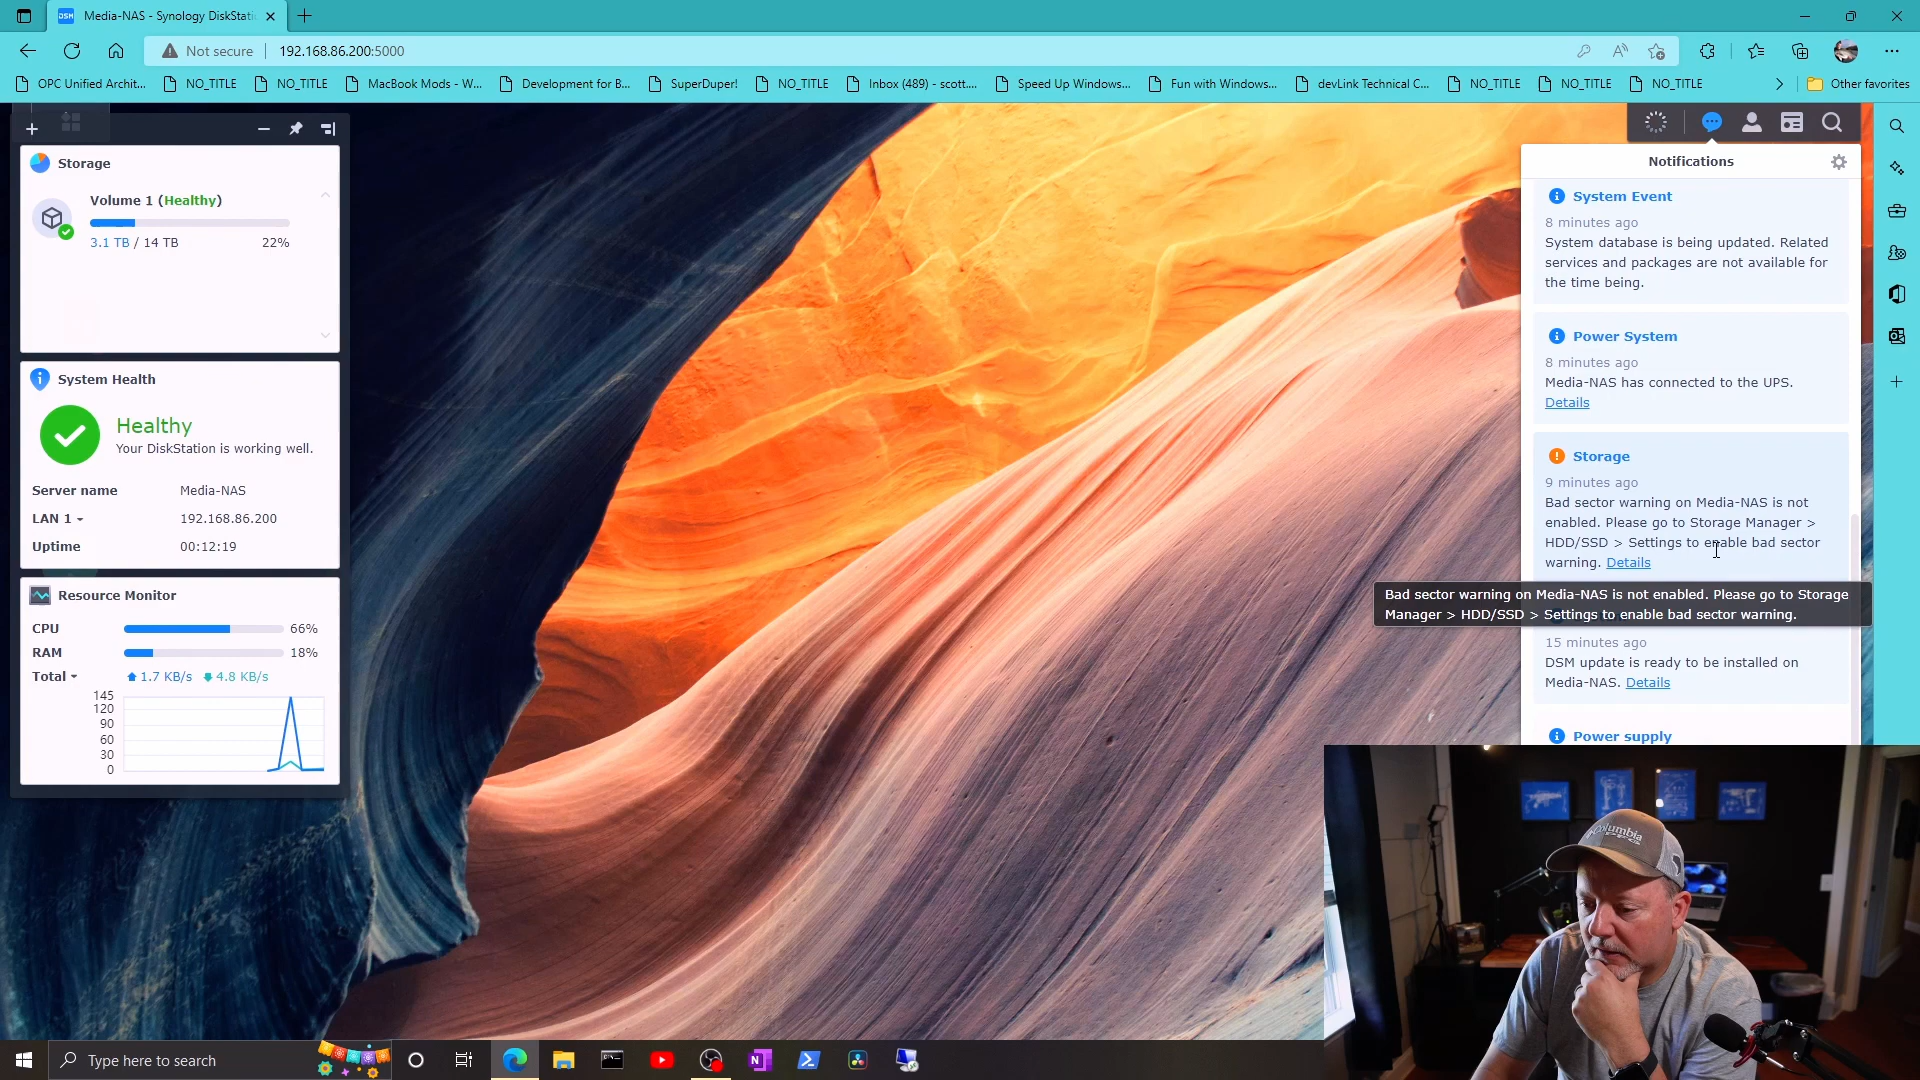 Media-NAS - Synology DiskStati
Not secure
192.168.86.200:5000
OPC Unified Archit...
NO_TITLE
NO_TITLE
MacBook Mods - W...
Development for B...
SuperDuper!
NO_TITLE
Inbox (489) - scott....
Speed Up Windows...
Fun with Windows...
devLink Technical C...
NO_TITLE
NO_TITLE
NO_TITLE
Other favorites
Storage
Volume 1 (Healthy)
3.1 TB / 14 TB
22%
System Health
Healthy
Your DiskStation is working well.
Server name
Media-NAS
LAN 1
192.168.86.200
Uptime
00:12:19
Resource Monitor
CPU
66%
RAM
18%
Total
1.7 KB/s
4.8 KB/s
145
120
90
60
30
0
Notifications
System Event
8 minutes ago
System database is being updated. Related
services and packages are not available for
the time being.
Power System
8 minutes ago
Media-NAS has connected to the UPS.
Details
Storage
9 minutes ago
Bad sector warning on Media-NAS is not
enabled. Please go to Storage Manager >
HDD/SSD > Settings to enable bad sector
warning. Details
Bad sector warning on Media-NAS is not enabled. Please go to Storage
Manager > HDD/SSD > Settings to enable bad sector warning.
15 minutes ago
DSM update is ready to be installed on
Media-NAS. Details
Power supply
Columbia
PFG
Type here to search